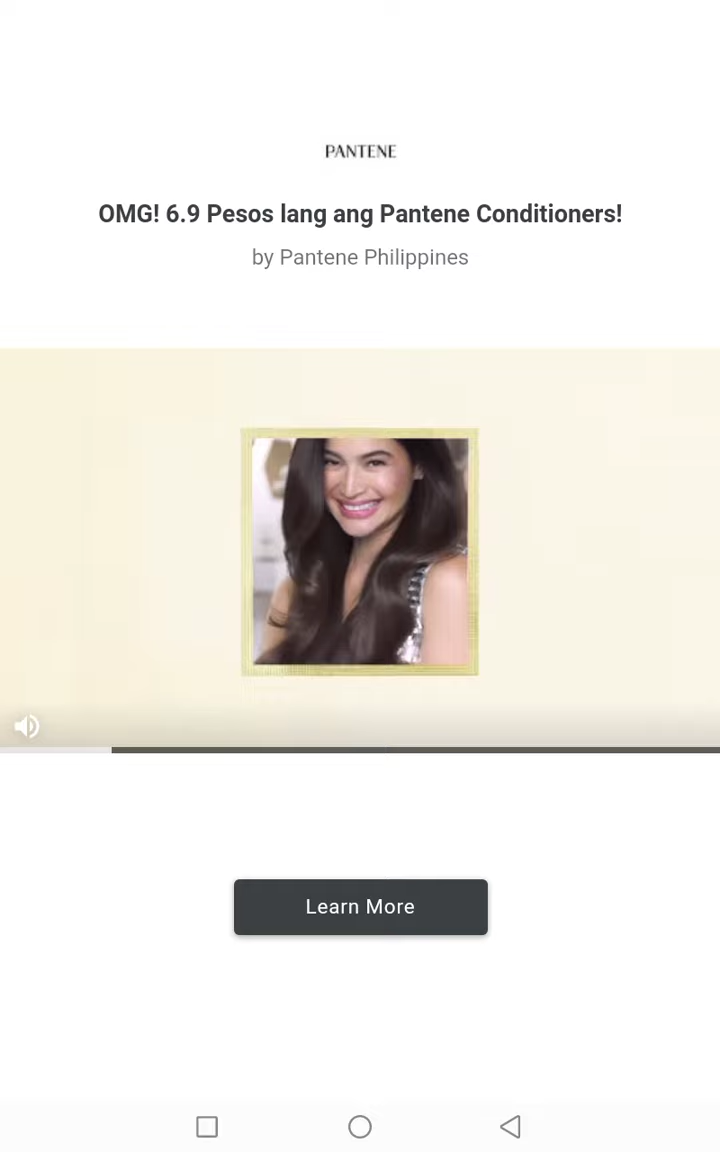 PANTENE
OMG! 6.9 Pesos lang ang Pantene Conditioners!
by Pantene Philippines
Learn More